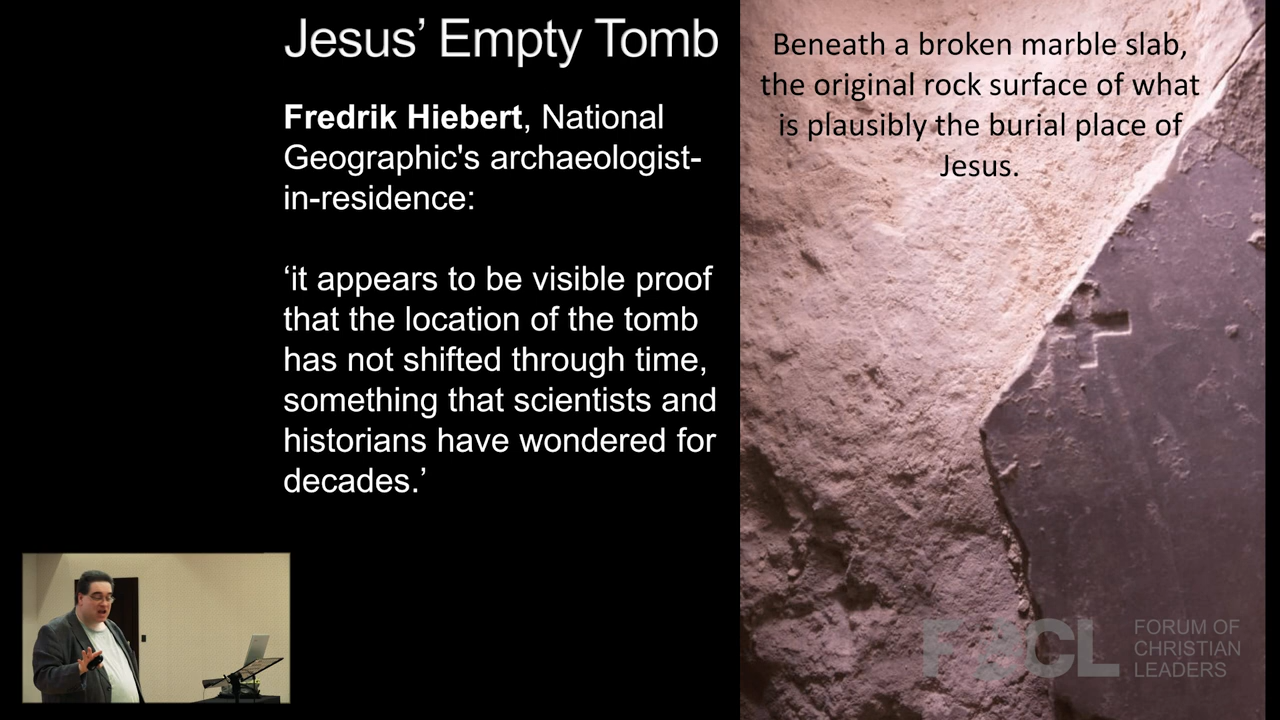 Jesus’ Empty Tomb
Fredrik Hiebert, National
Geographic's archaeologist-
in-residence:
‘it appears to be visible proof
that the location of the tomb
has not shifted through time,
something that scientists and
historians have wondered for
decades.’
Beneath a broken marble slab,
the original rock surface of what
is plausibly the burial place of
Jesus.
FOCL
FORUM OF
CHRISTIAN
LEADERS